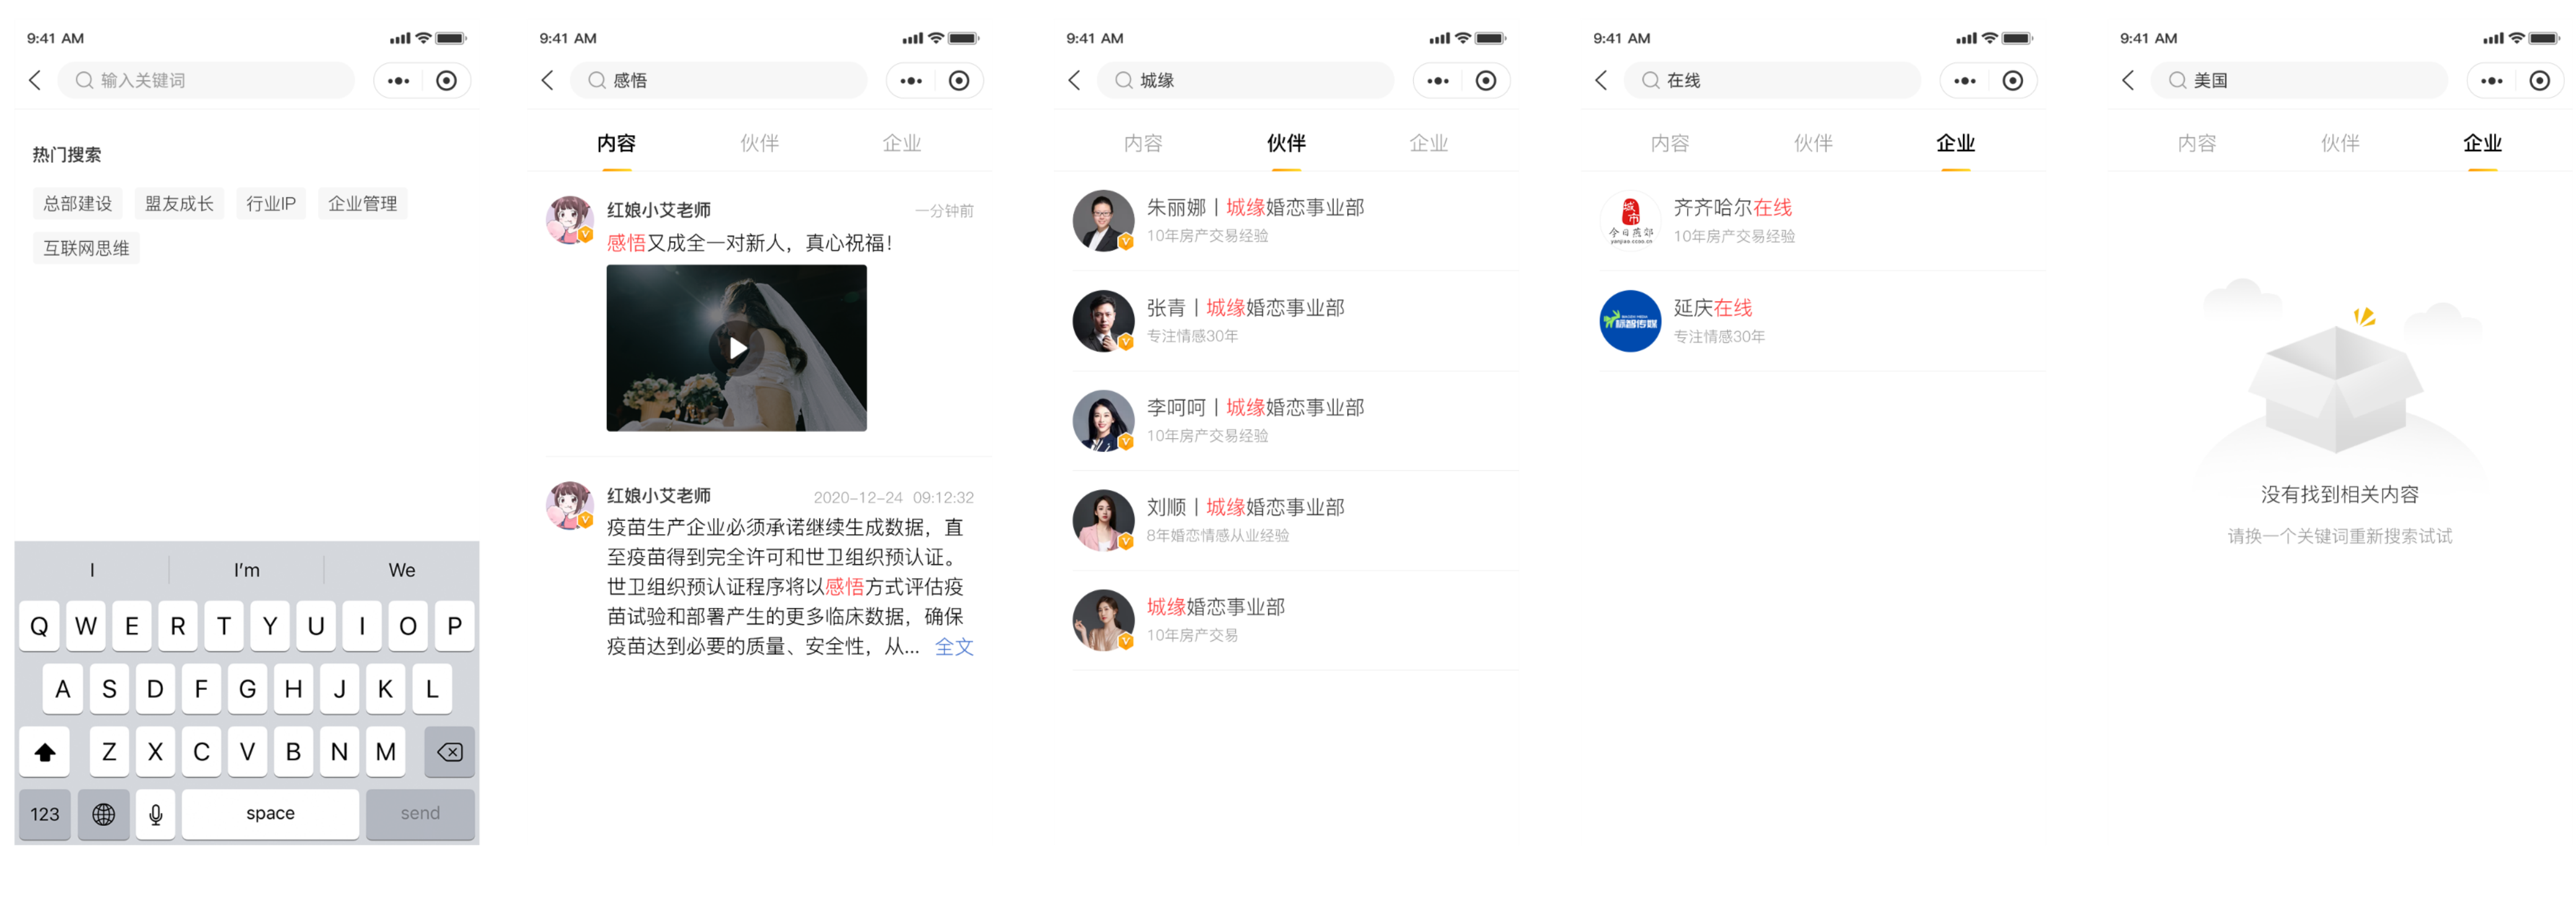 9:41 AM
输入关键词
热门搜索
总部建设
盟友成长
行业IP
企业管理
互联网思维
I
I'm
We
Q W E R T Y U I O P
A S D F G H J K L
Z X C V B N M
123
space
send
9:41 AM
感悟
内容
伙伴
企业
红娘小艾老师
一分钟前
感悟又成全一对新人，真心祝福！
红娘小艾老师
2020-12-24 09:12:32
疫苗生产企业必须承诺继续生成数据，直
至疫苗得到完全许可和世卫组织预认证。
世卫组织预认证程序将以感悟方式评估疫
苗试验和部署产生的更多临床数据，确保
疫苗达到必要的质量、安全性，从... 全文
9:41 AM
城缘
内容
伙伴
企业
朱丽娜丨城缘婚恋事业部
10年房产交易经验
张青丨城缘婚恋事业部
专注情感30年
李呵呵丨城缘婚恋事业部
10年房产交易经验
刘顺丨城缘婚恋事业部
8年婚恋情感从业经验
城缘婚恋事业部
10年房产交易
9:41 AM
在线
内容
伙伴
企业
城市
今日燕郊
yanjiao.ccoo.cn
齐齐哈尔在线
10年房产交易经验
标智传媒
延庆在线
专注情感30年
9:41 AM
美国
内容
伙伴
企业
没有找到相关内容
请换一个关键词重新搜索试试